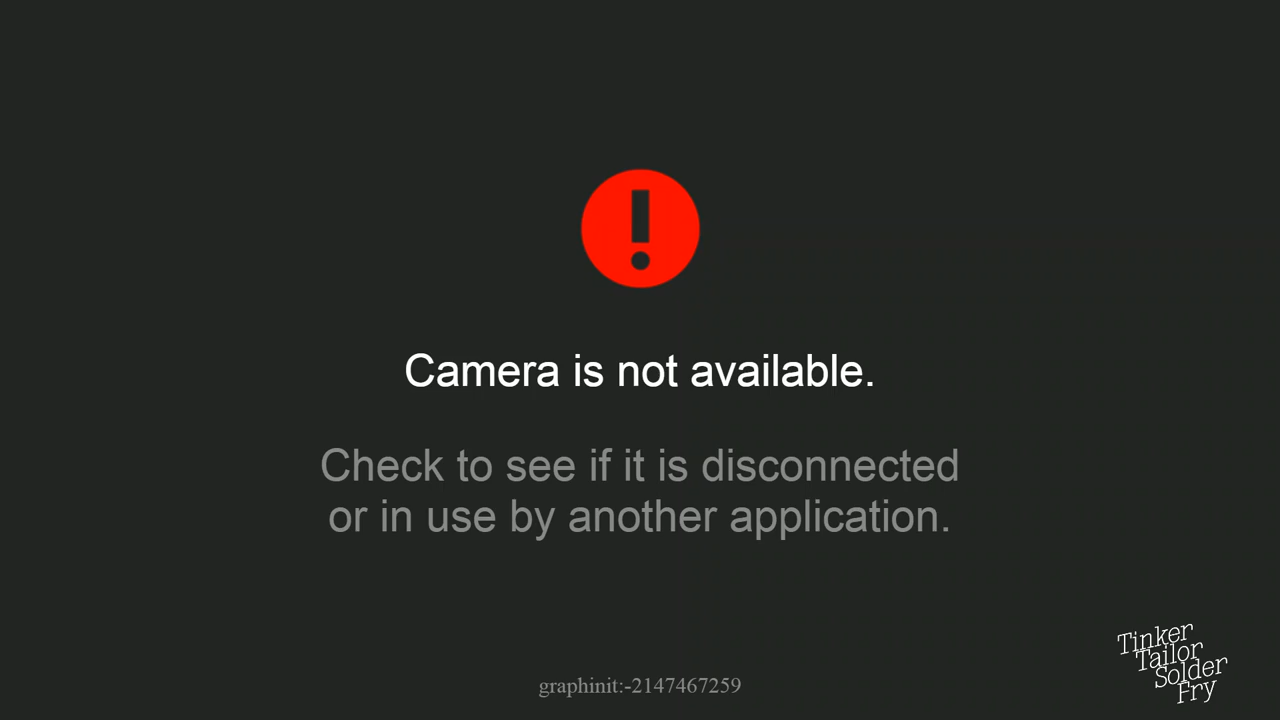 Camera is not available.
Check to see if it is disconnected
or in use by another application.
graphinit:-2147467259
Tinker
Tailor
Solder
Fry